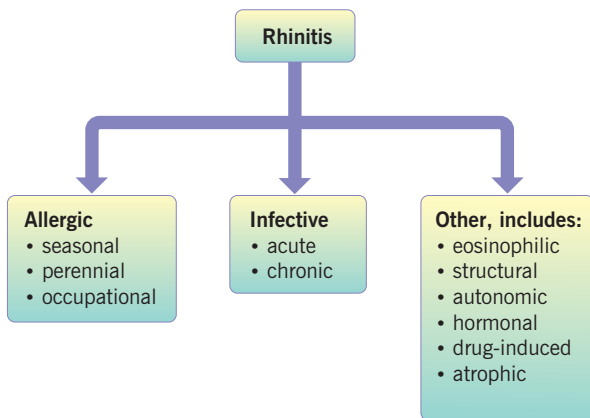 Rhinitis
Allergic
• seasonal
• perennial
• occupational
Infective
• acute
• chronic
Other, includes:
• eosinophilic
• structural
• autonomic
• hormonal
• drug-induced
• atrophic